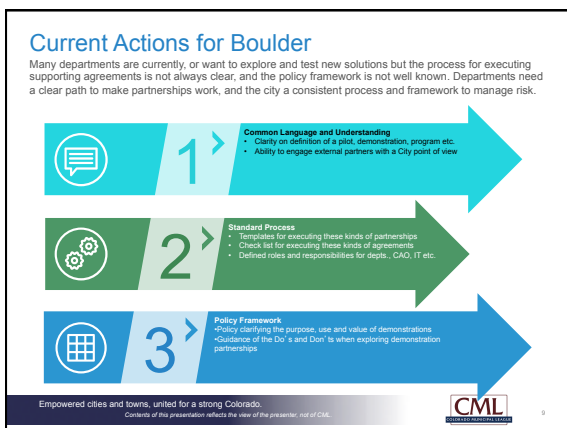 Current Actions for Boulder
Many departments are currently, or want to explore and test new solutions but the process for executing
supporting agreements is not always clear, and the policy framework is not well known. Departments need
a clear path to make partnerships work, and the city a consistent process and framework to manage risk.
1
Common Language and Understanding
• Clarity on definition of a pilot, demonstration, program etc.
• Ability to engage external partners with a City point of view
2
Standard Process
• Templates for executing these kinds of partnerships
• Check list for executing these kinds of agreements
• Defined roles and responsibilities for depts., CAO, IT etc.
3
Policy Framework
•Policy clarifying the purpose, use and value of demonstrations
•Guidance of the Do's and Don'ts when exploring demonstration
partnerships
Empowered cities and towns, united for a strong Colorado.
Contents of this presentation reflects the view of the presenter, not of CML.
CML
COLORADO MUNICIPAL LEAGUE
9